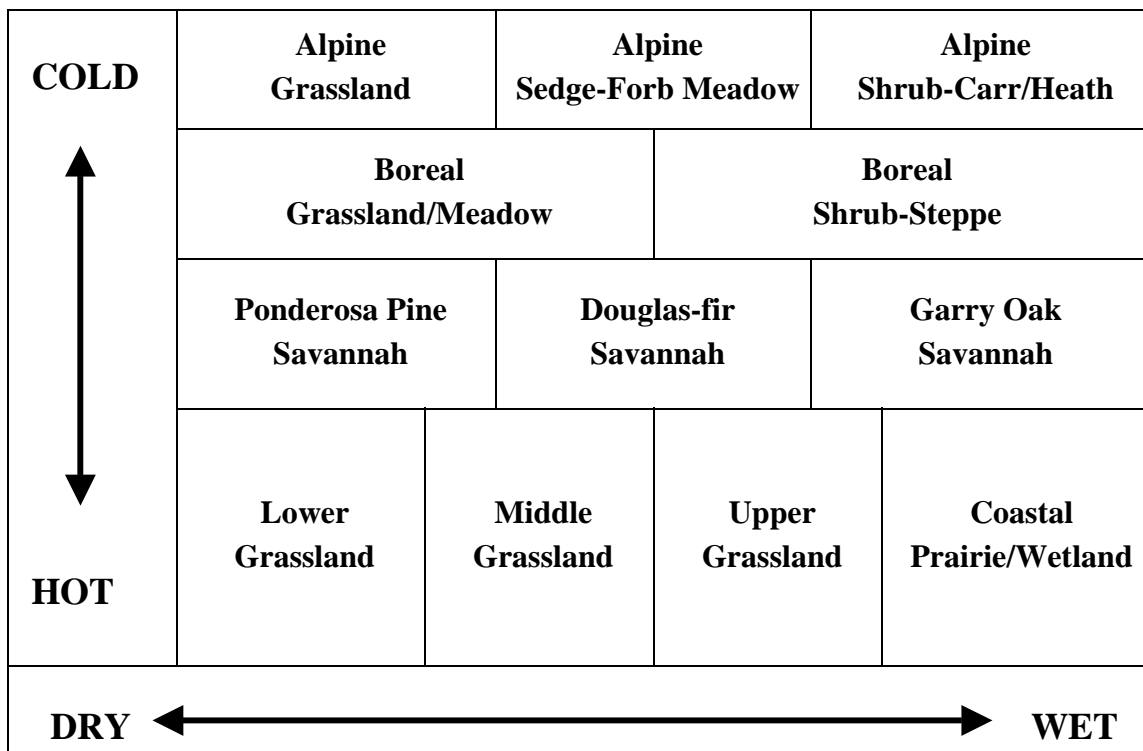 COLD
Alpine
Grassland
Alpine
Sedge-Forb Meadow
Alpine
Shrub-Carr/Heath
Boreal
Grassland/Meadow
Boreal
Shrub-Steppe
Ponderosa Pine
Savannah
Douglas-fir
Savannah
Garry Oak
Savannah
HOT
Lower
Grassland
Middle
Grassland
Upper
Grassland
Coastal
Prairie/Wetland
DRY
WET